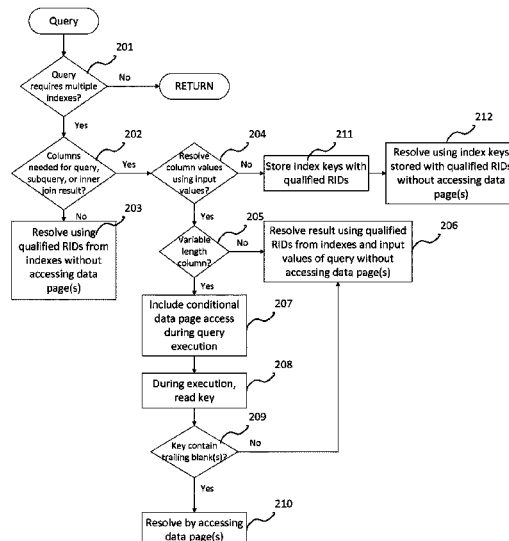 Query
201
Query
requires multiple
indexes?
No
RETURN
Yes
202
Columns
needed for query,
subquery, or inner
join result?
Yes
204
Resolve
column values
using input
values?
No
211
Store index keys with
qualified RIDs
212
Resolve using index keys
stored with qualified RIDs
without accessing data
page(s)
No
203
Resolve using
qualified RIDs from
indexes without
accessing data
page(s)
Yes
205
Variable
length
column?
No
206
Resolve result using qualified
RIDs from indexes and input
values of query without
accessing data page(s)
Yes
207
Include conditional
data page access
during query
execution
208
During execution,
read key
209
Key contain
trailing blank(s)?
No
Yes
210
Resolve by accessing
data page(s)